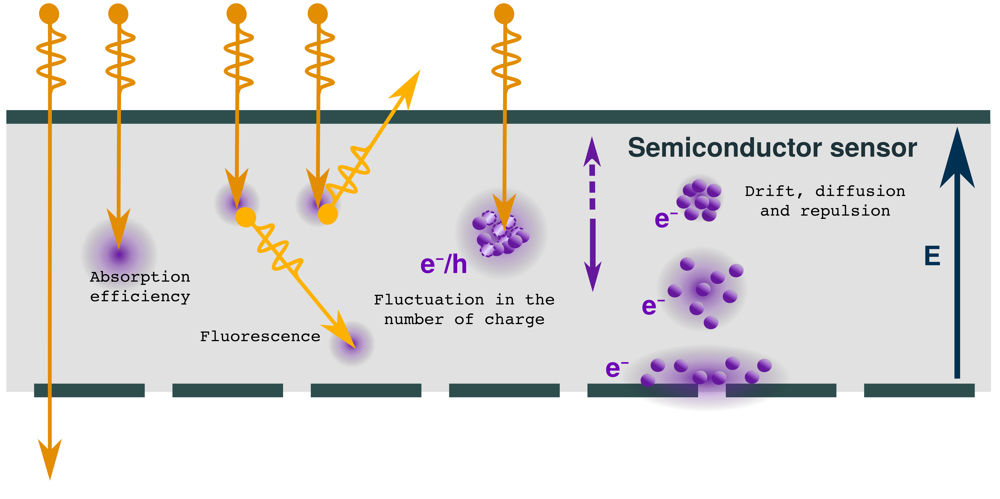 Semiconductor sensor
Drift, diffusion
and repulsion
e⁻
E
e⁻/h
Absorption
efficiency
Fluctuation in the
number of charge
e⁻
Fluorescence
e⁻